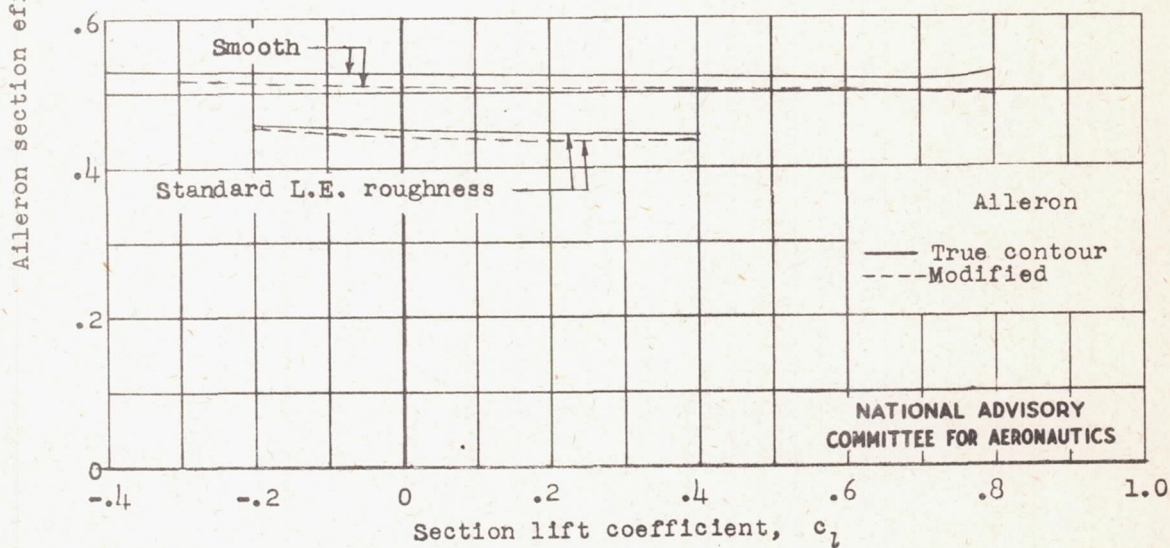 Aileron section
.6
Smooth
.4
Standard L.E. roughness
Aileron
True contour
Modified
.2
NATIONAL ADVISORY
COMMITTEE FOR AERONAUTICS
0
-.4 -.2 0 .2 .4 .6 .8 1.0
Section lift coefficient, cl